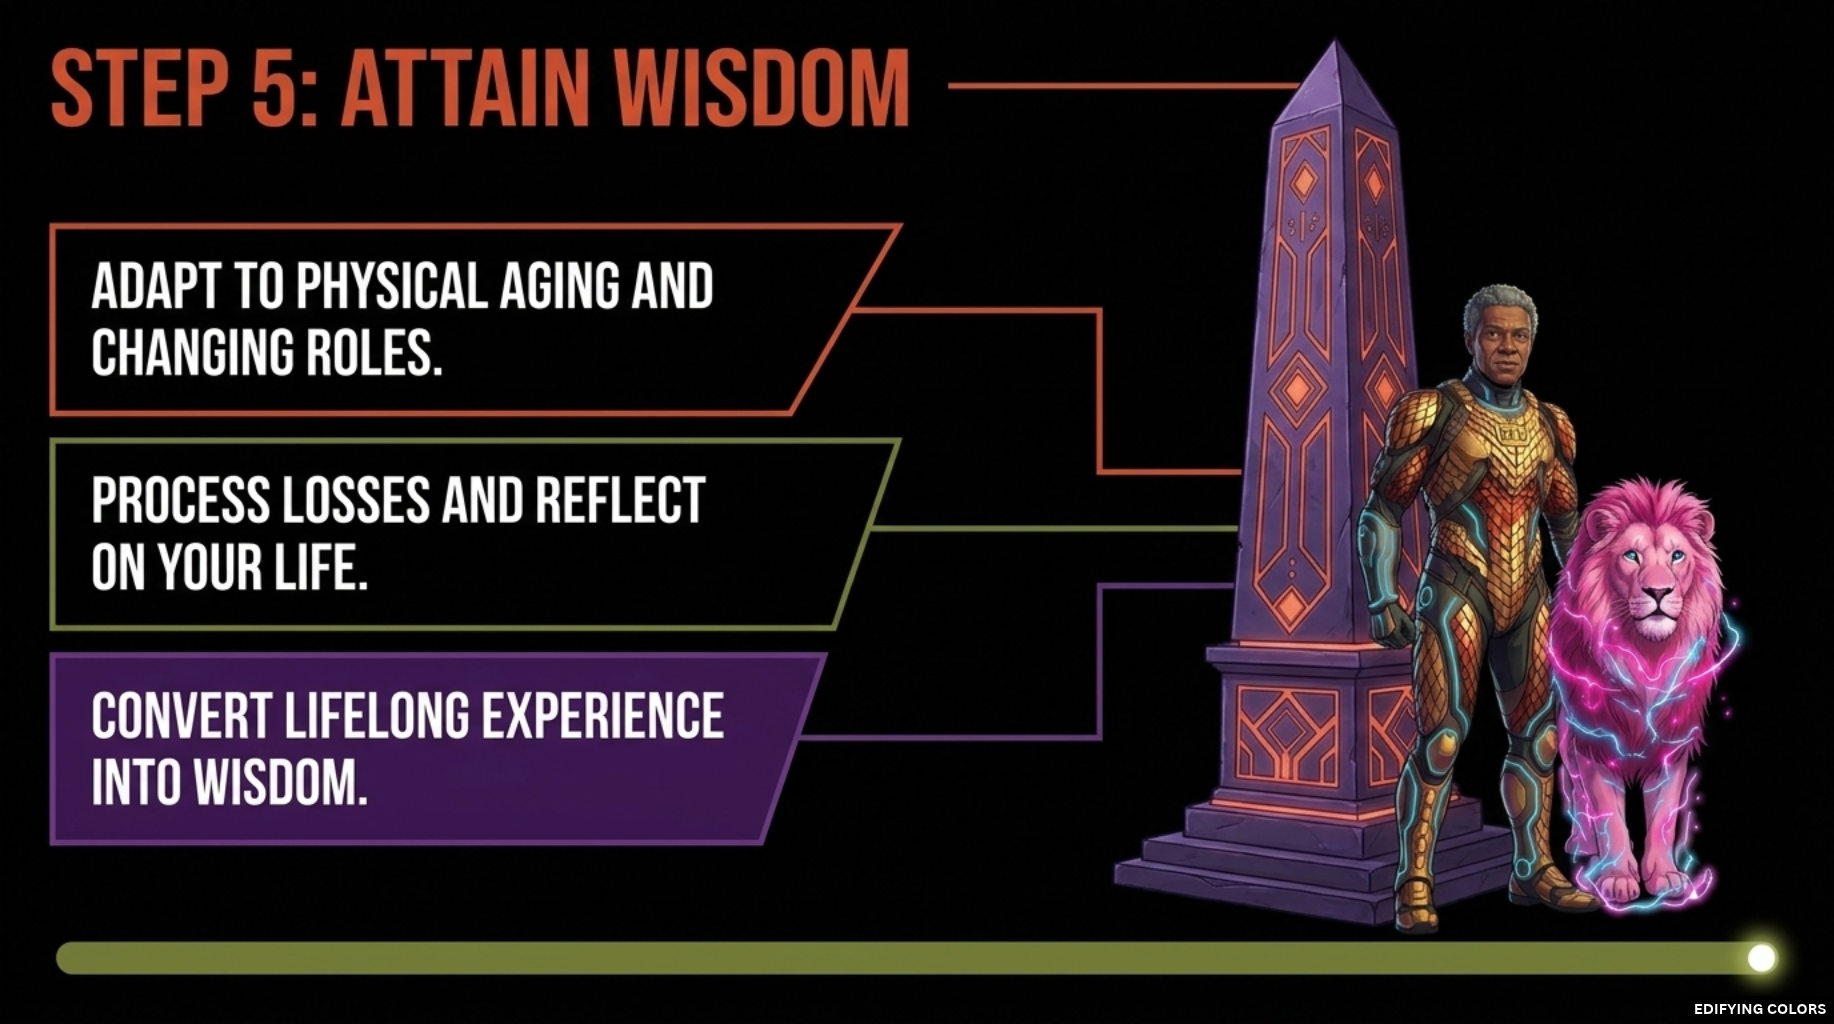 STEP 5: ATTAIN WISDOM
ADAPT TO PHYSICAL AGING AND
CHANGING ROLES.
PROCESS LOSSES AND REFLECT
ON YOUR LIFE.
CONVERT LIFELONG EXPERIENCE
INTO WISDOM.
EDIFYING COLORS